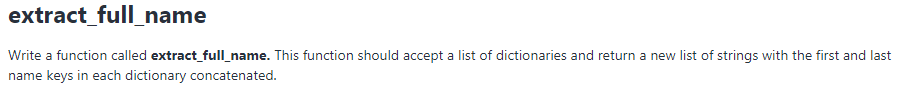 extract_full_name
Write a function called extract_full_name. This function should accept a list of dictionaries and return a new list of strings with the first and last
name keys in each dictionary concatenated.